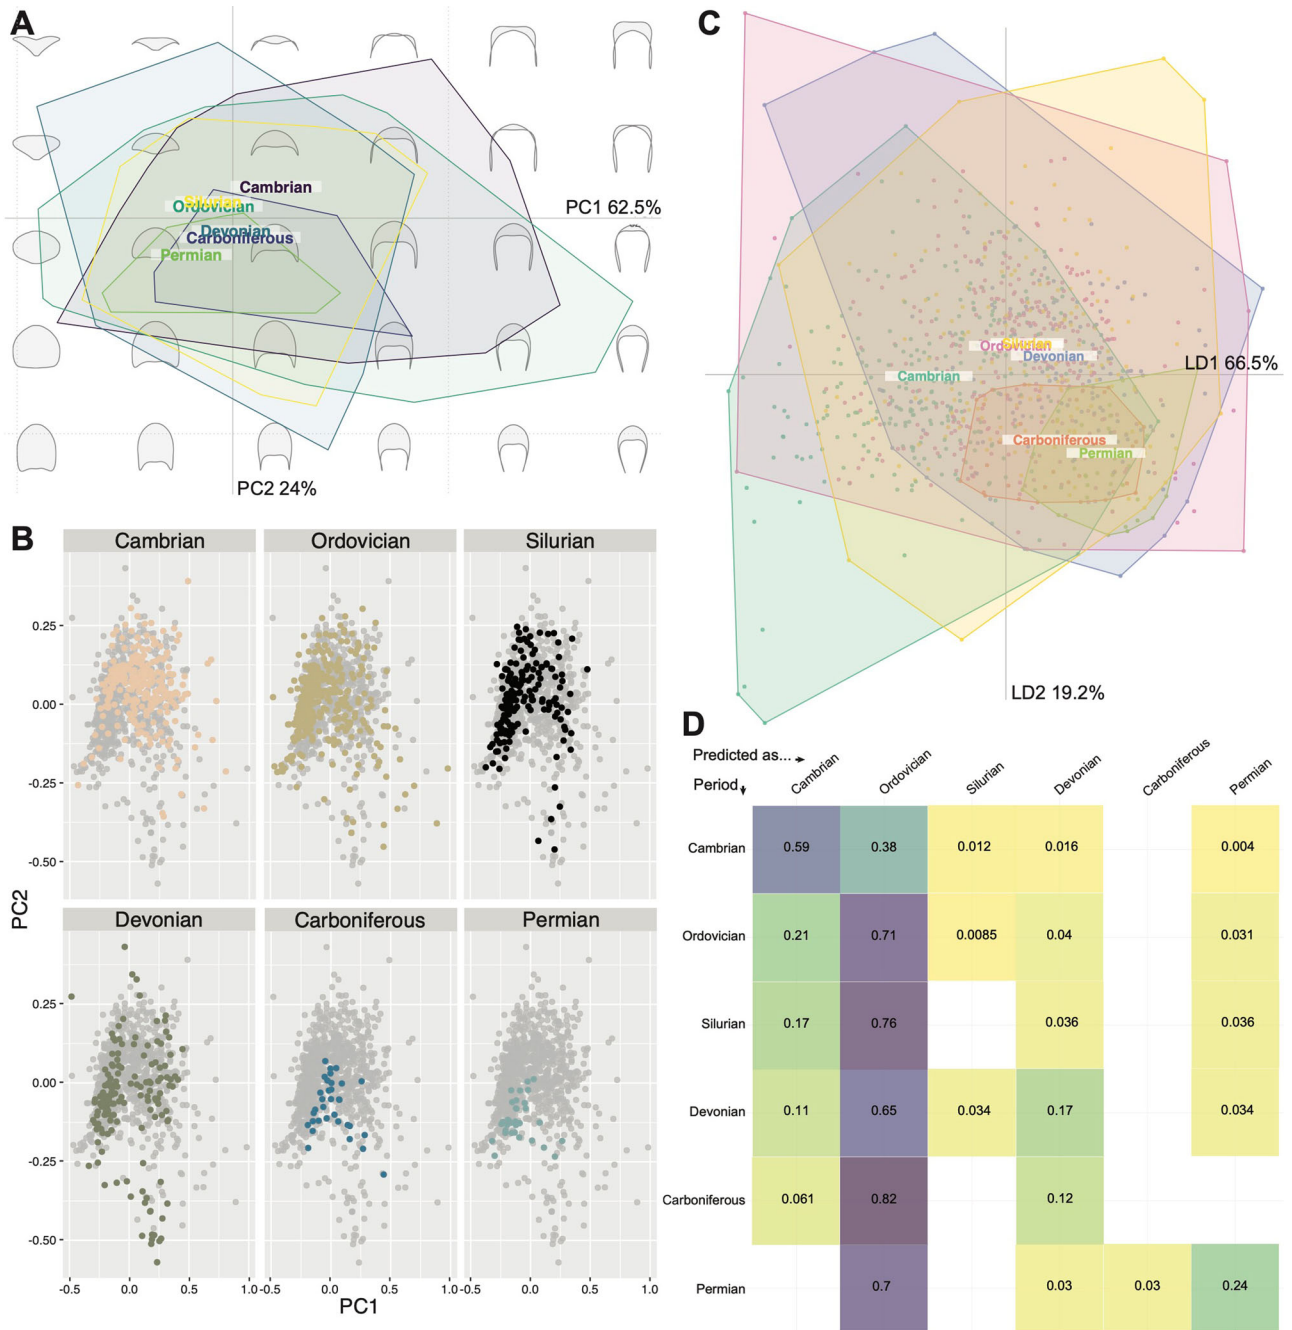 A
Cambrian
Silurian
Ordovician
PC1 62.5%
Devonian
Carboniferous
Permian
PC2 24%
C
Ordovician
Silurian
Devonian
LD1 66.5%
Cambrian
Carboniferous
Permian
LD2 19.2%
B
Cambrian
Ordovician
Silurian
0.25
0.00
-0.25
-0.50
PC2
Devonian
Carboniferous
Permian
0.25
0.00
-0.25
-0.50
-0.5 0.0 0.5 1.0 -0.5 0.0 0.5 1.0 -0.5 0.0 0.5 1.0
PC1
D
Predicted as...
Period
Cambrian Ordovician Silurian Devonian Carboniferous Permian
Cambrian 0.59 0.38 0.012 0.016 0.004
Ordovician 0.21 0.71 0.0085 0.04 0.031
Silurian 0.17 0.76 0.036 0.036
Devonian 0.11 0.65 0.034 0.17 0.034
Carboniferous 0.061 0.82 0.12
Permian 0.7 0.03 0.03 0.24